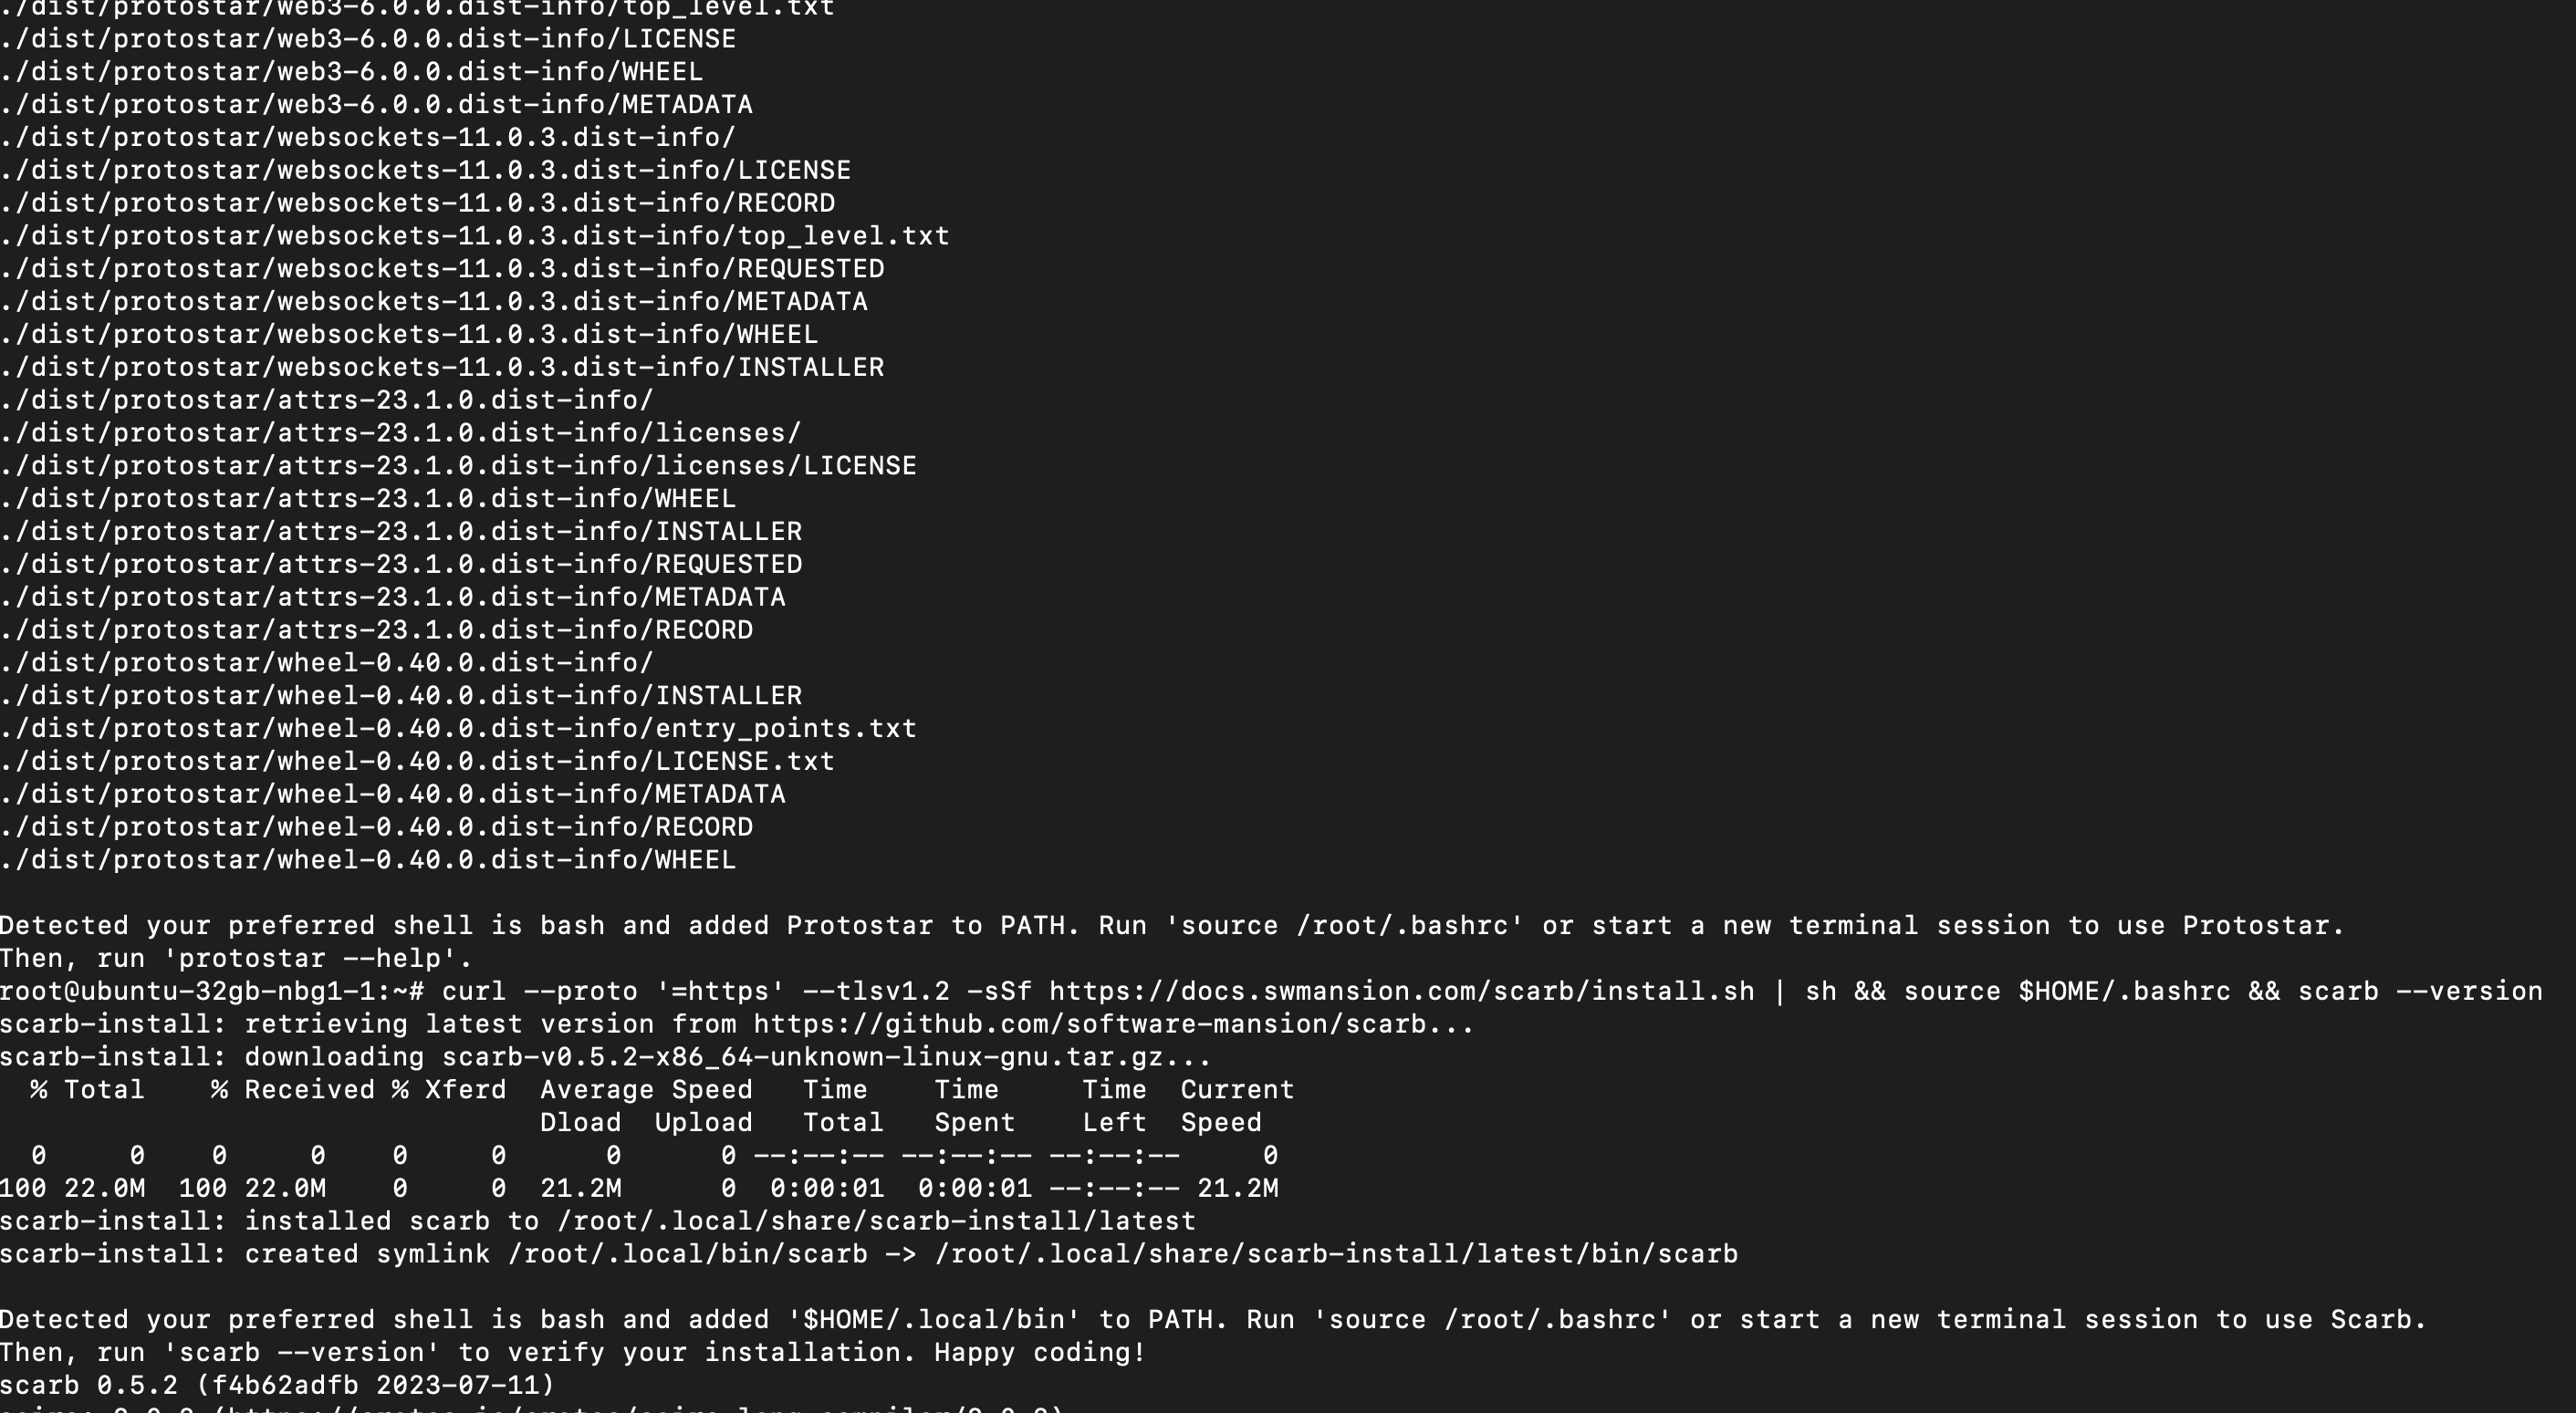 ./dist/protostar/web3-6.0.0.dist-info/top_level.txt
./dist/protostar/web3-6.0.0.dist-info/LICENSE
./dist/protostar/web3-6.0.0.dist-info/WHEEL
./dist/protostar/web3-6.0.0.dist-info/METADATA
./dist/protostar/websockets-11.0.3.dist-info/
./dist/protostar/websockets-11.0.3.dist-info/LICENSE
./dist/protostar/websockets-11.0.3.dist-info/RECORD
./dist/protostar/websockets-11.0.3.dist-info/top_level.txt
./dist/protostar/websockets-11.0.3.dist-info/REQUESTED
./dist/protostar/websockets-11.0.3.dist-info/METADATA
./dist/protostar/websockets-11.0.3.dist-info/WHEEL
./dist/protostar/websockets-11.0.3.dist-info/INSTALLER
./dist/protostar/attrs-23.1.0.dist-info/
./dist/protostar/attrs-23.1.0.dist-info/licenses/
./dist/protostar/attrs-23.1.0.dist-info/licenses/LICENSE
./dist/protostar/attrs-23.1.0.dist-info/WHEEL
./dist/protostar/attrs-23.1.0.dist-info/INSTALLER
./dist/protostar/attrs-23.1.0.dist-info/REQUESTED
./dist/protostar/attrs-23.1.0.dist-info/METADATA
./dist/protostar/attrs-23.1.0.dist-info/RECORD
./dist/protostar/wheel-0.40.0.dist-info/
./dist/protostar/wheel-0.40.0.dist-info/INSTALLER
./dist/protostar/wheel-0.40.0.dist-info/entry_points.txt
./dist/protostar/wheel-0.40.0.dist-info/LICENSE.txt
./dist/protostar/wheel-0.40.0.dist-info/METADATA
./dist/protostar/wheel-0.40.0.dist-info/RECORD
./dist/protostar/wheel-0.40.0.dist-info/WHEEL
Detected your preferred shell is bash and added Protostar to PATH. Run 'source /root/.bashrc' or start a new terminal session to use Protostar.
Then, run 'protostar --help'.
root@ubuntu-32gb-nbg1-1:~# curl --proto '=https' --tlsv1.2 -sSf https://docs.swmansion.com/scarb/install.sh | sh && source $HOME/.bashrc && scarb --version
scarb-install: retrieving latest version from https://github.com/software-mansion/scarb...
scarb-install: downloading scarb-v0.5.2-x86_64-unknown-linux-gnu.tar.gz...
  % Total    % Received % Xferd  Average Speed   Time    Time     Time  Current
                                 Dload  Upload   Total   Spent    Left  Speed
  0     0    0     0    0     0      0      0 --:--:-- --:--:-- --:--:--     0
100 22.0M  100 22.0M    0     0  21.2M      0  0:00:01  0:00:01 --:--:-- 21.2M
scarb-install: installed scarb to /root/.local/share/scarb-install/latest
scarb-install: created symlink /root/.local/bin/scarb -> /root/.local/share/scarb-install/latest/bin/scarb
Detected your preferred shell is bash and added '$HOME/.local/bin' to PATH. Run 'source /root/.bashrc' or start a new terminal session to use Scarb.
Then, run 'scarb --version' to verify your installation. Happy coding!
scarb 0.5.2 (f4b62adfb 2023-07-11)